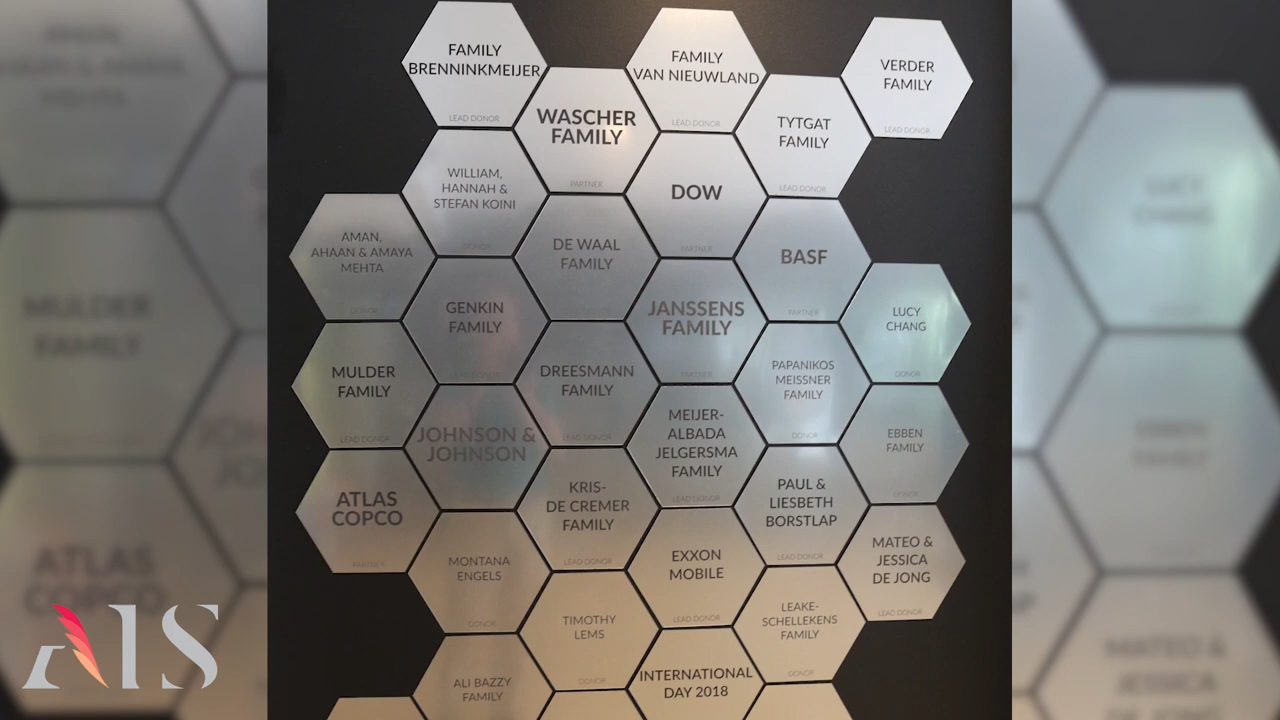 FAMILY
BRENNINKMEIJER
LEAD DONOR
FAMILY
VAN NIEUWLAND
LEAD DONOR
VERDER
FAMILY
LEAD DONOR
WASCHER
FAMILY
PARTNER
TYTGAT
FAMILY
LEAD DONOR
WILLIAM,
HANNAH &
STEFAN KOINI
DONOR
DOW
PARTNER
AMAN,
AHAAN & AMAYA
MEHTA
DONOR
DE WAAL
FAMILY
BASF
PARTNER
GENKIN
FAMILY
LEAD DONOR
JANSSENS
FAMILY
PARTNER
LUCY
CHANG
DONOR
MULDER
FAMILY
LEAD DONOR
DREESMANN
FAMILY
LEAD DONOR
PAPANIKOS
MEISSNER
FAMILY
DONOR
JOHNSON &
JOHNSON
MEIJER-
ALBADA
JELGERSMA
FAMILY
LEAD DONOR
EBBEN
FAMILY
DONOR
ATLAS
COPCO
PARTNER
KRIS-
DE CREMER
FAMILY
LEAD DONOR
PAUL &
LIESBETH
BORSTLAP
LEAD DONOR
MATEO &
JESSICA
DE JONG
LEAD DONOR
MONTANA
ENGELS
DONOR
EXXON
MOBILE
LEAD DONOR
TIMOTHY
LEMS
DONOR
LEAKE-
SCHELLEKENS
FAMILY
DONOR
ALI BAZZY
FAMILY
INTERNATIONAL
DAY 2018
AIS